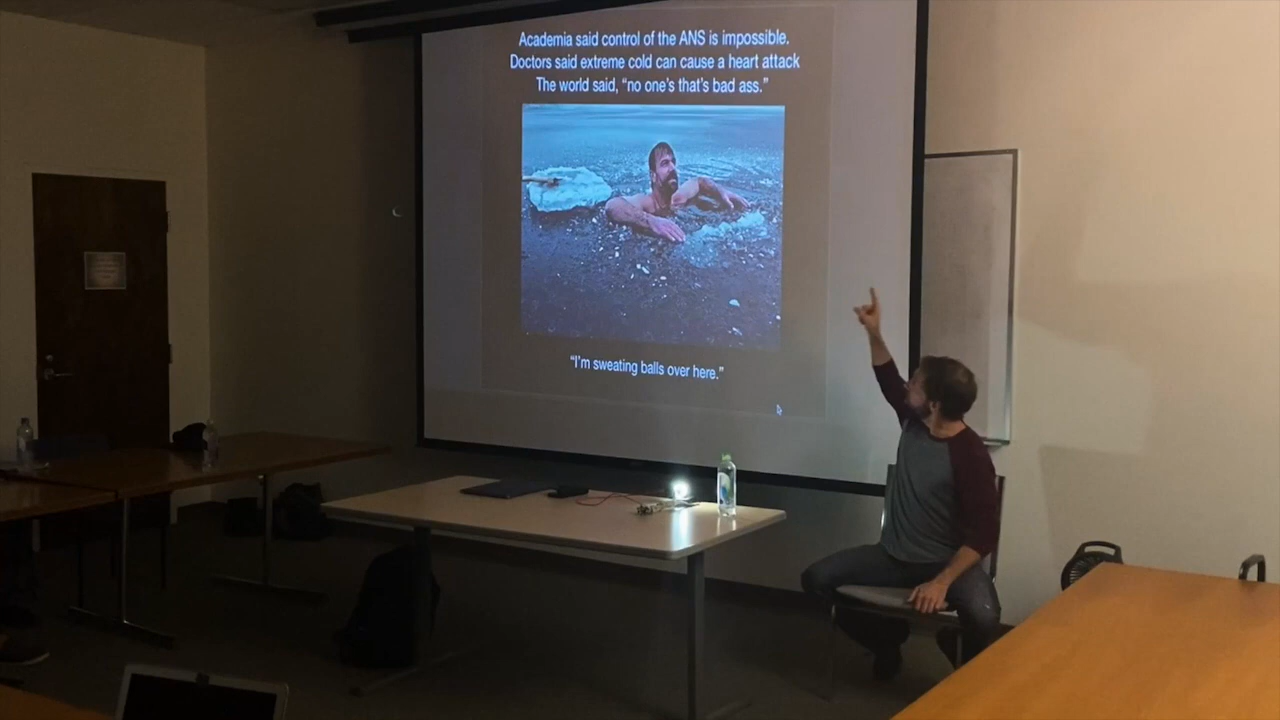 Academia said control of the ANS is impossible.
Doctors said extreme cold can cause a heart attack
The world said, “no one's that's bad ass.”
“I'm sweating balls over here.”